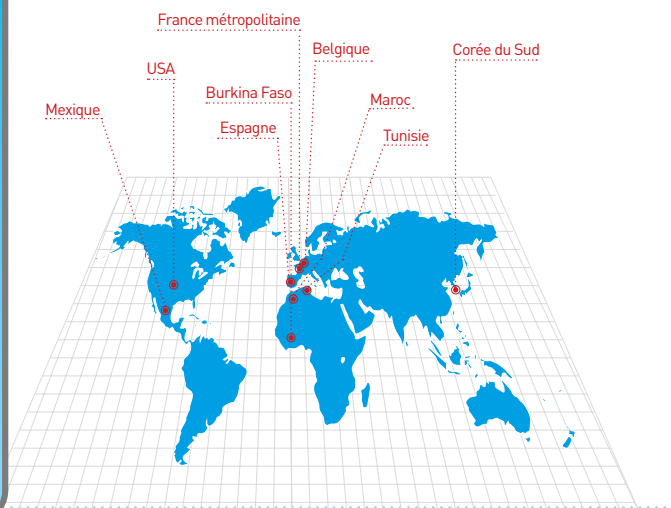 France métropolitaine
Belgique
Corée du Sud
USA
Burkina Faso
Maroc
Mexique
Espagne
Tunisie